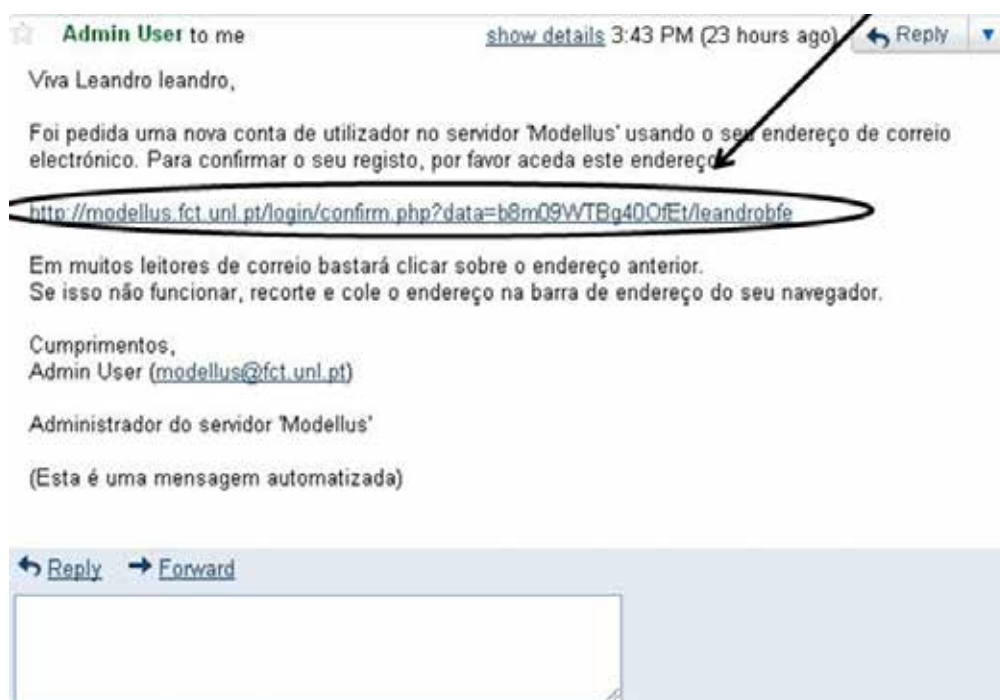 Admin User to me show details 3:43 PM (23 hours ago) Reply
Viva Leandro leandro,
Foi pedida uma nova conta de utilizador no servidor 'Modellus' usando o seu endereço de correio
electrónico. Para confirmar o seu registo, por favor aceda este endereço
http://modellus.fct.unl.pt/login/confirm.php?data=b8m09WTBg40OfEt/leandrobfe
Em muitos leitores de correio bastará clicar sobre o endereço anterior.
Se isso não funcionar, recorte e cole o endereço na barra de endereço do seu navegador.
Cumprimentos,
Admin User (modellus@fct.unl.pt)
Administrador do servidor 'Modellus'
(Esta é uma mensagem automatizada)
Reply Forward